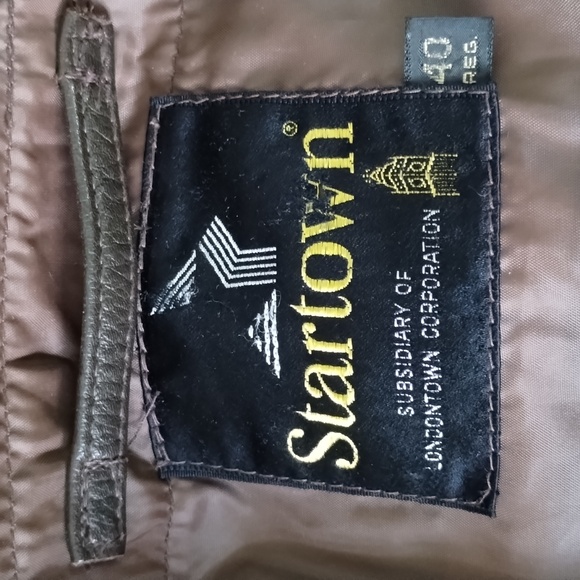 40
REG.
Startown®
SUBSIDIARY OF
LONDONTOWN CORPORATION